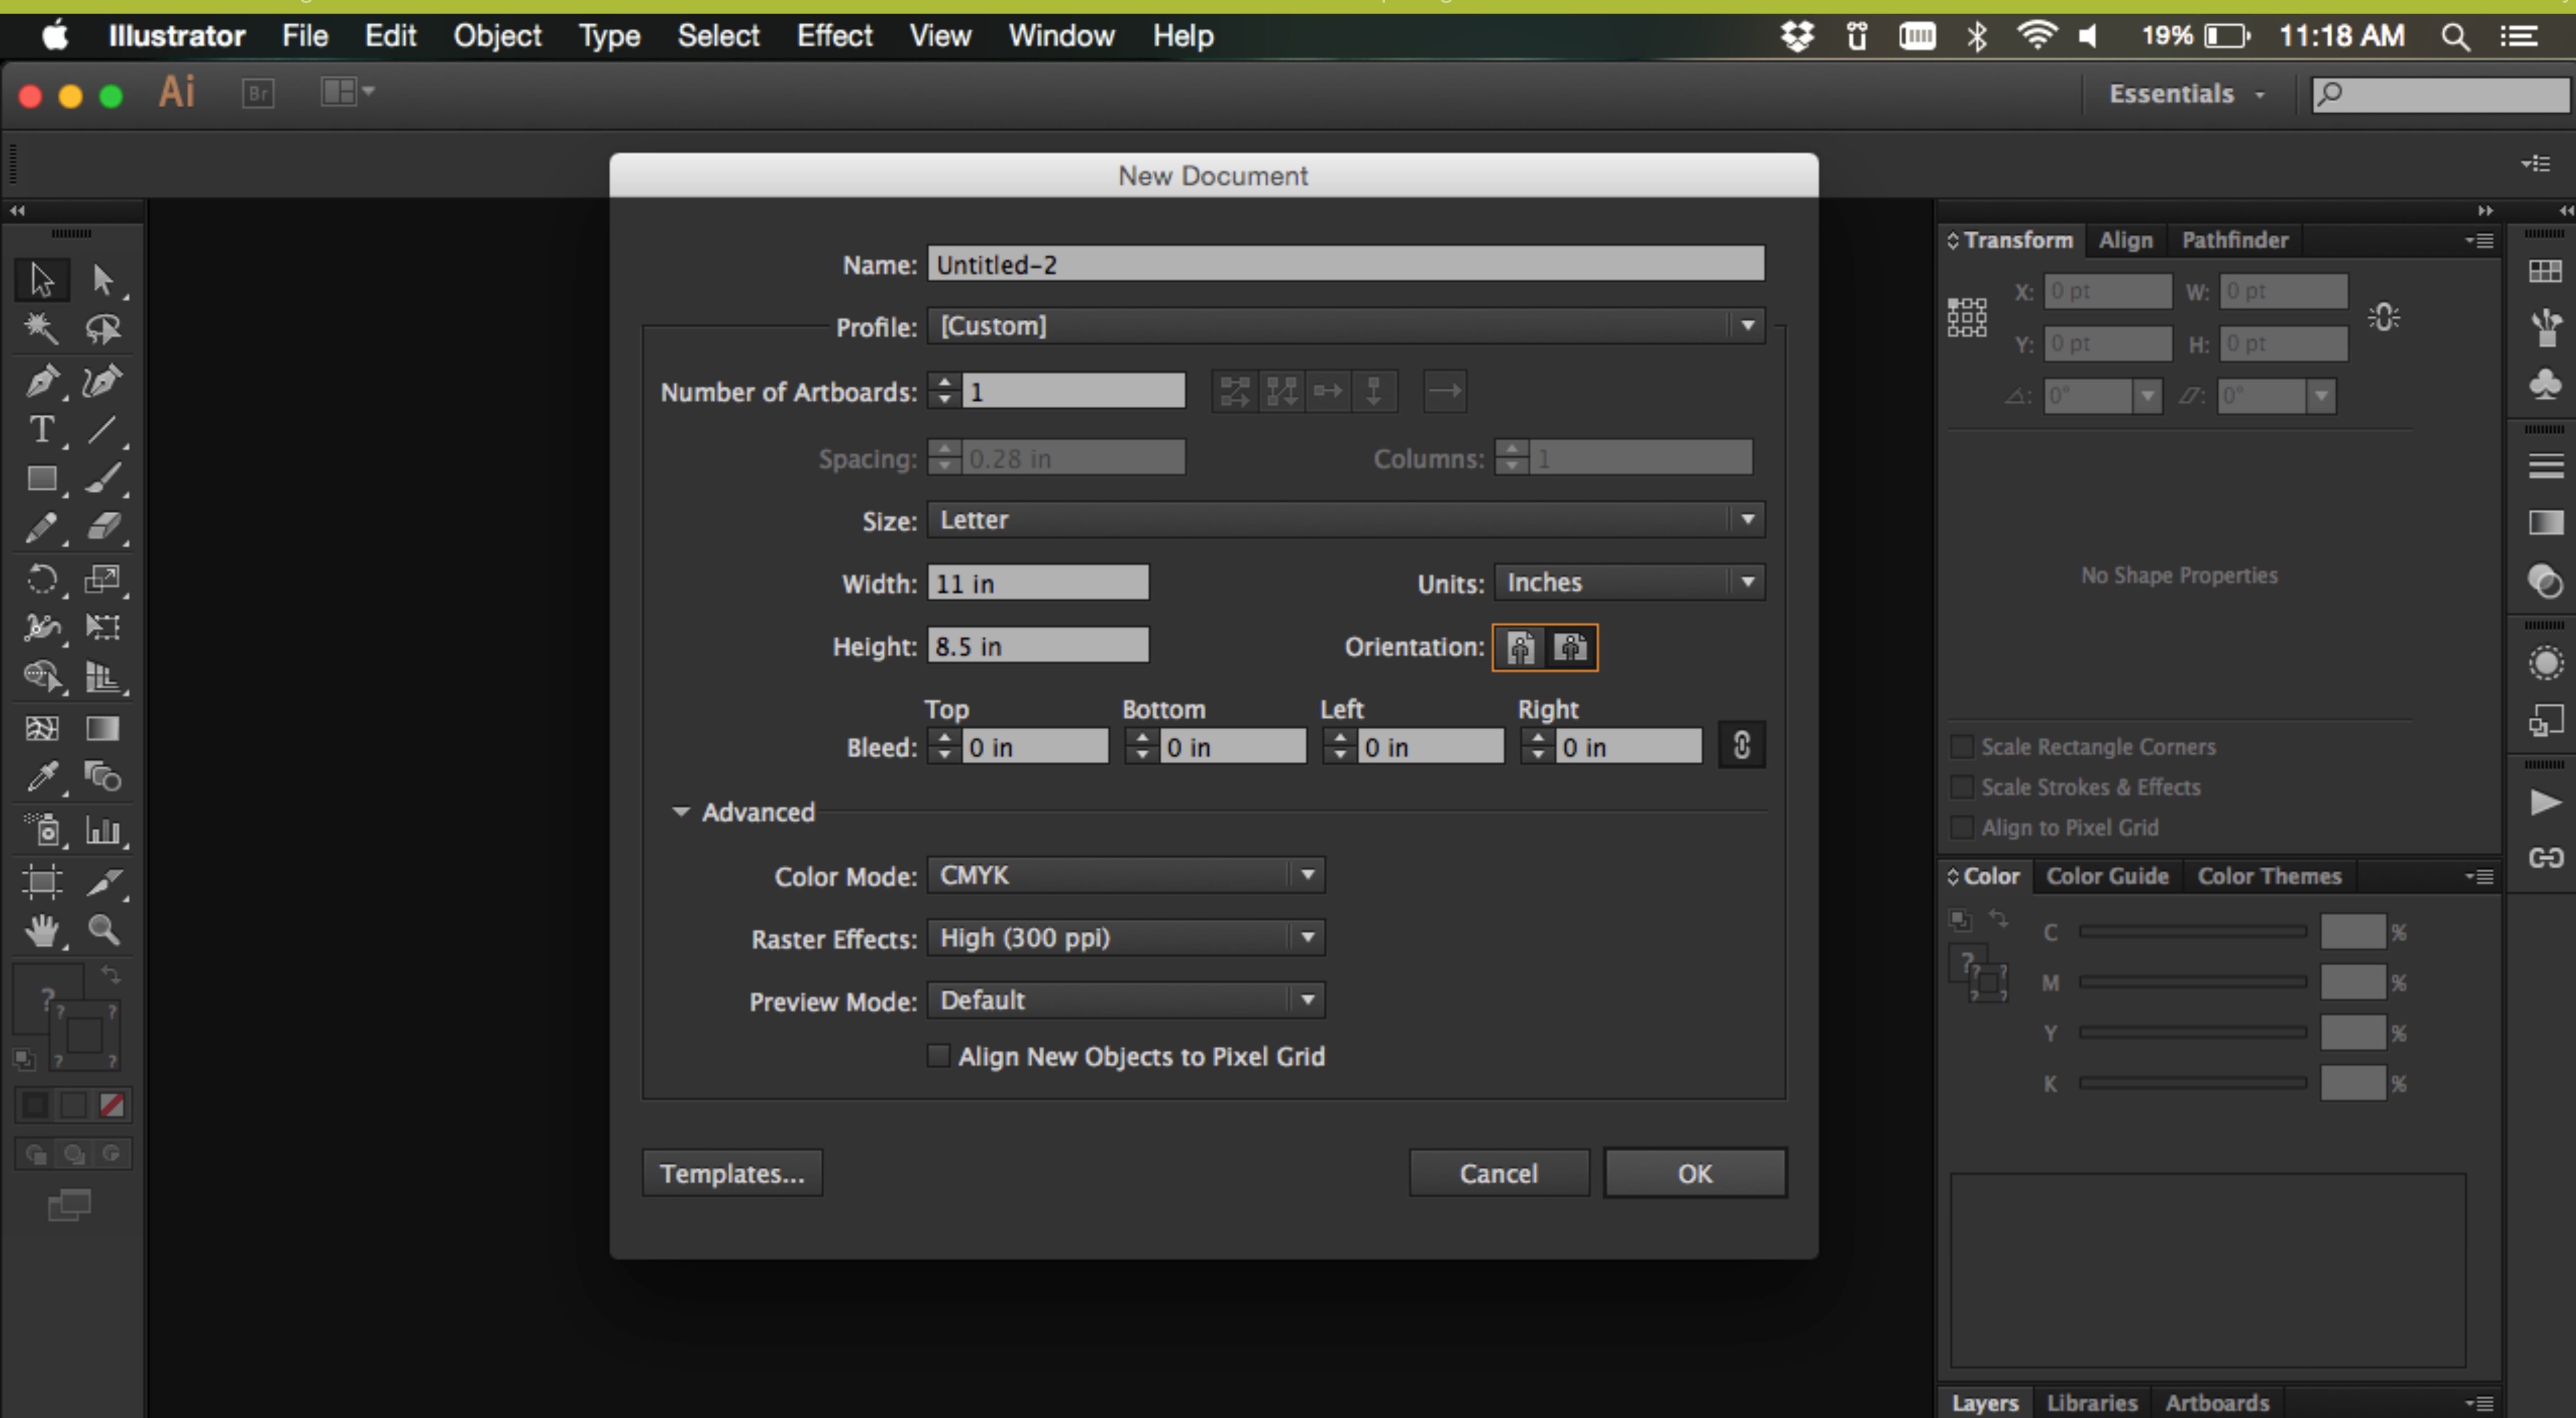 Illustrator File Edit Object Type Select Effect View Window Help 19% 11:18 AM
Ai Br Essentials
New Document
Name: Untitled-2
Profile: [Custom]
Number of Artboards: 1
Spacing: 0.28 in Columns: 1
Size: Letter
Width: 11 in Units: Inches
Height: 8.5 in Orientation:
Top Bottom Left Right
Bleed: 0 in 0 in 0 in 0 in
Advanced
Color Mode: CMYK
Raster Effects: High (300 ppi)
Preview Mode: Default
Align New Objects to Pixel Grid
Templates... Cancel OK
Transform Align Pathfinder
X: 0 pt W: 0 pt
Y: 0 pt H: 0 pt
0° 0°
No Shape Properties
Scale Rectangle Corners
Scale Strokes & Effects
Align to Pixel Grid
Color Color Guide Color Themes
C %
M %
Y %
K %
Layers Libraries Artboards